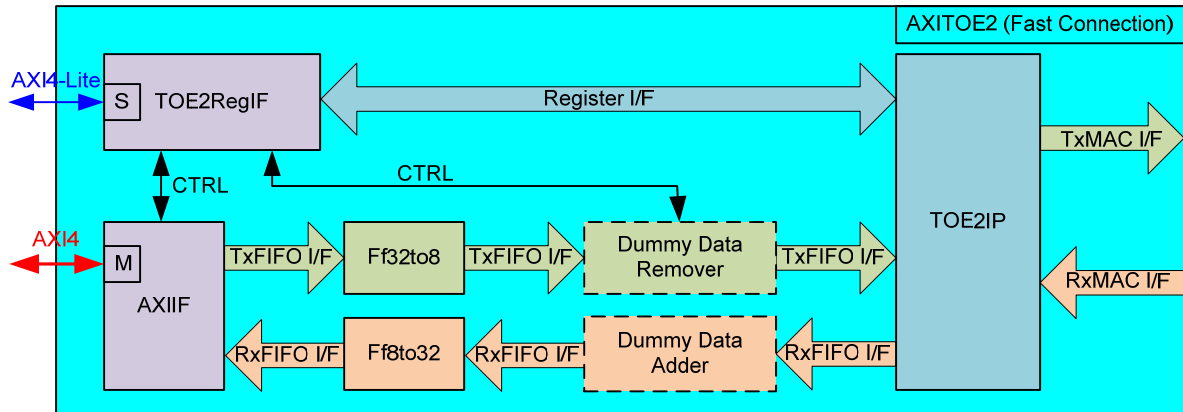 AXITOE2 (Fast Connection)
AXI4-Lite
S
TOE2RegIF
Register I/F
TxMAC I/F
CTRL
CTRL
TOE2IP
AXI4
M
AXIIF
TxFIFO I/F
Ff32to8
TxFIFO I/F
Dummy Data
Remover
TxFIFO I/F
RxMAC I/F
RxFIFO I/F
Ff8to32
RxFIFO I/F
Dummy Data
Adder
RxFIFO I/F